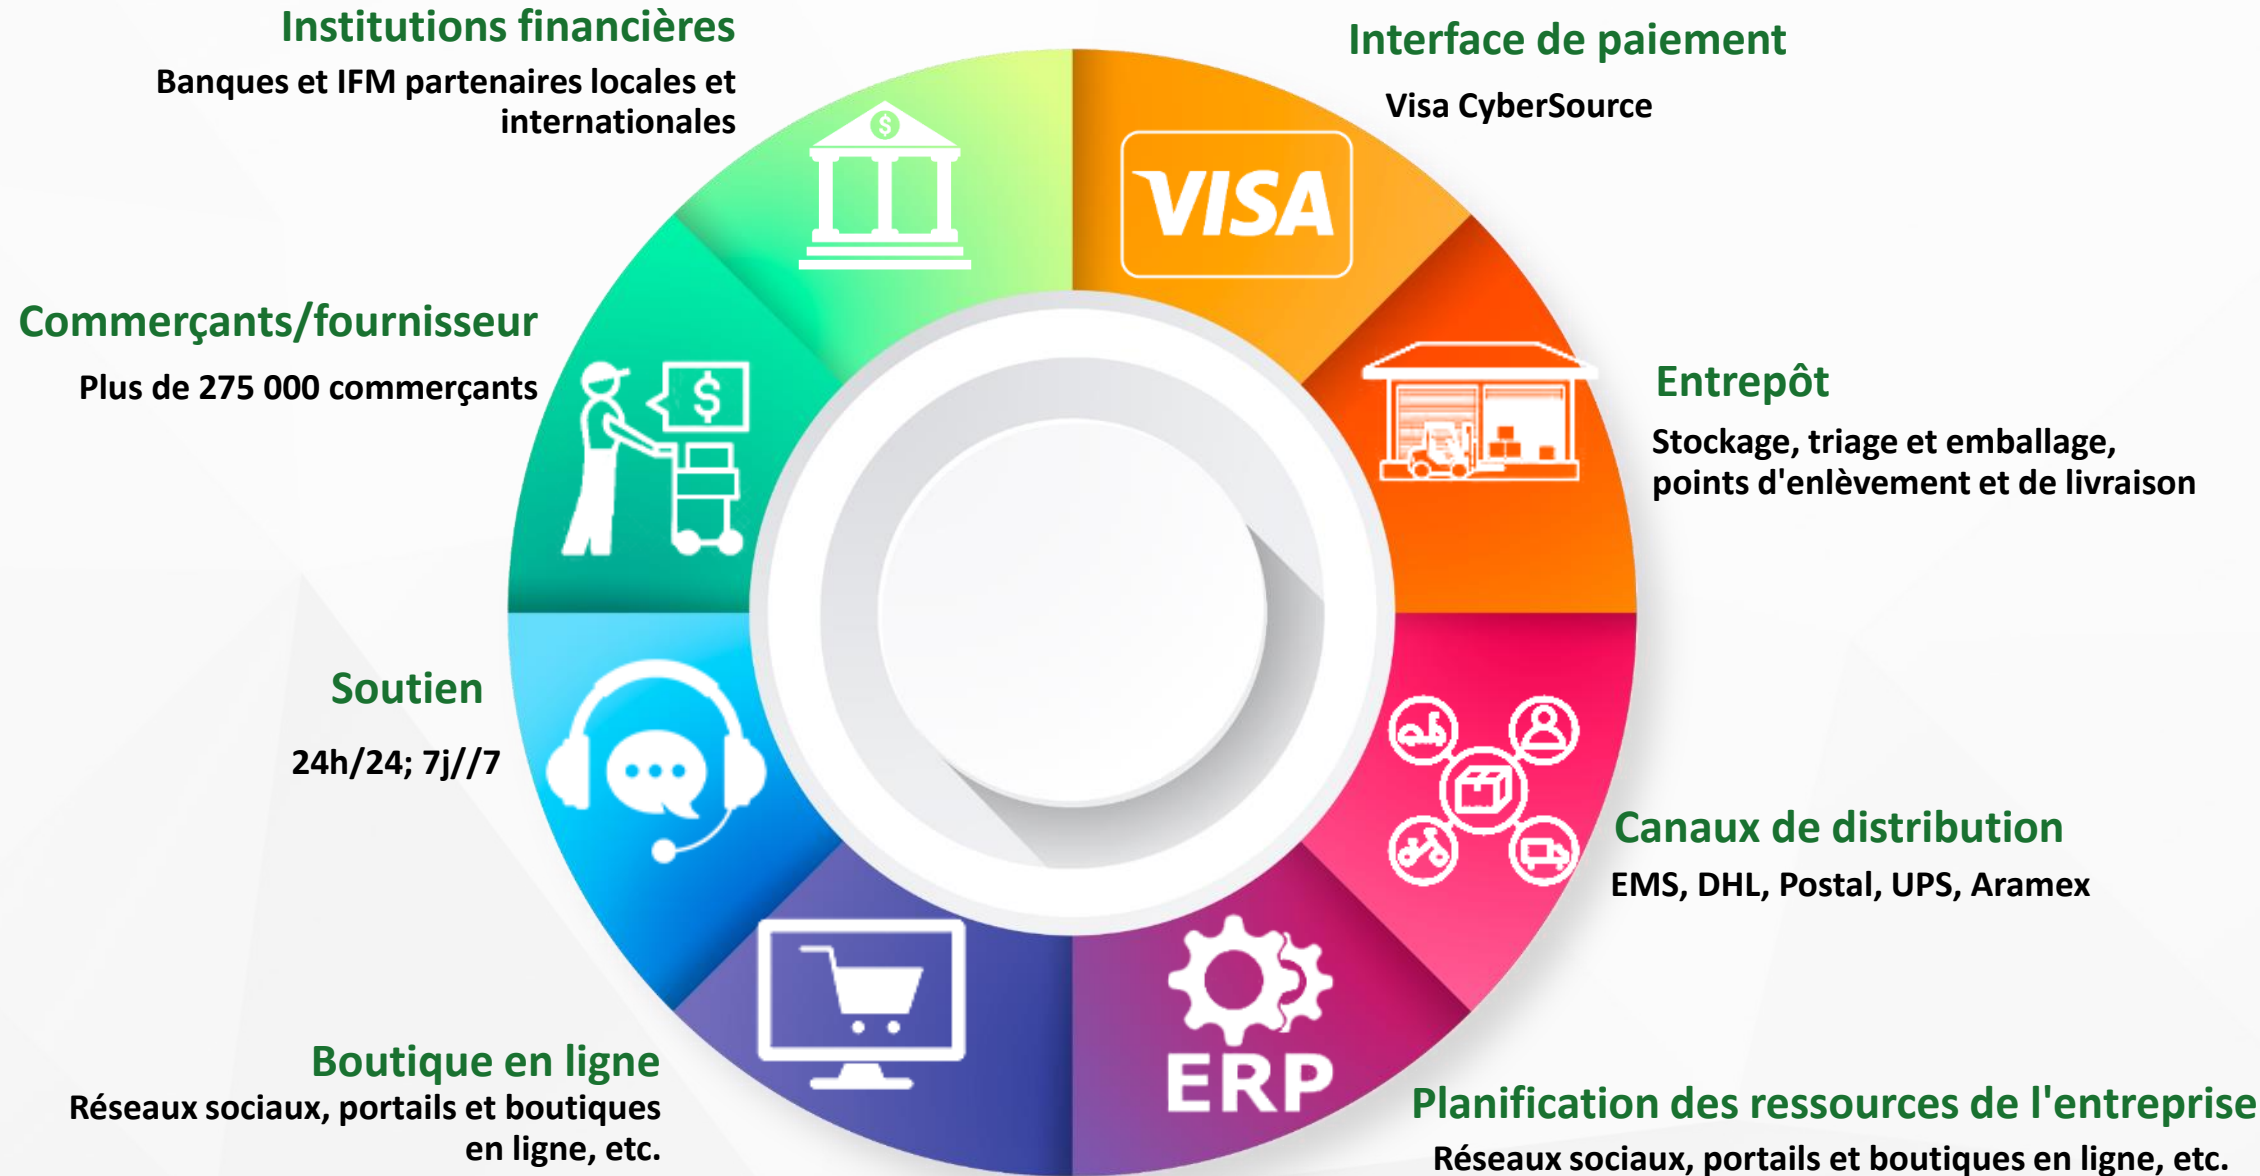 Institutions financières
Banques et IFM partenaires locales et
internationales
Interface de paiement
Visa CyberSource
$
VISA
Commerçants/fournisseur
Plus de 275 000 commerçants
$
Entrepôt
Stockage, triage et emballage,
points d'enlèvement et de livraison
Soutien
24h/24; 7j//7
Canaux de distribution
EMS, DHL, Postal, UPS, Aramex
Boutique en ligne
Réseaux sociaux, portails et boutiques
en ligne, etc.
ERP
Planification des ressources de l'entreprise
Réseaux sociaux, portails et boutiques en ligne, etc.